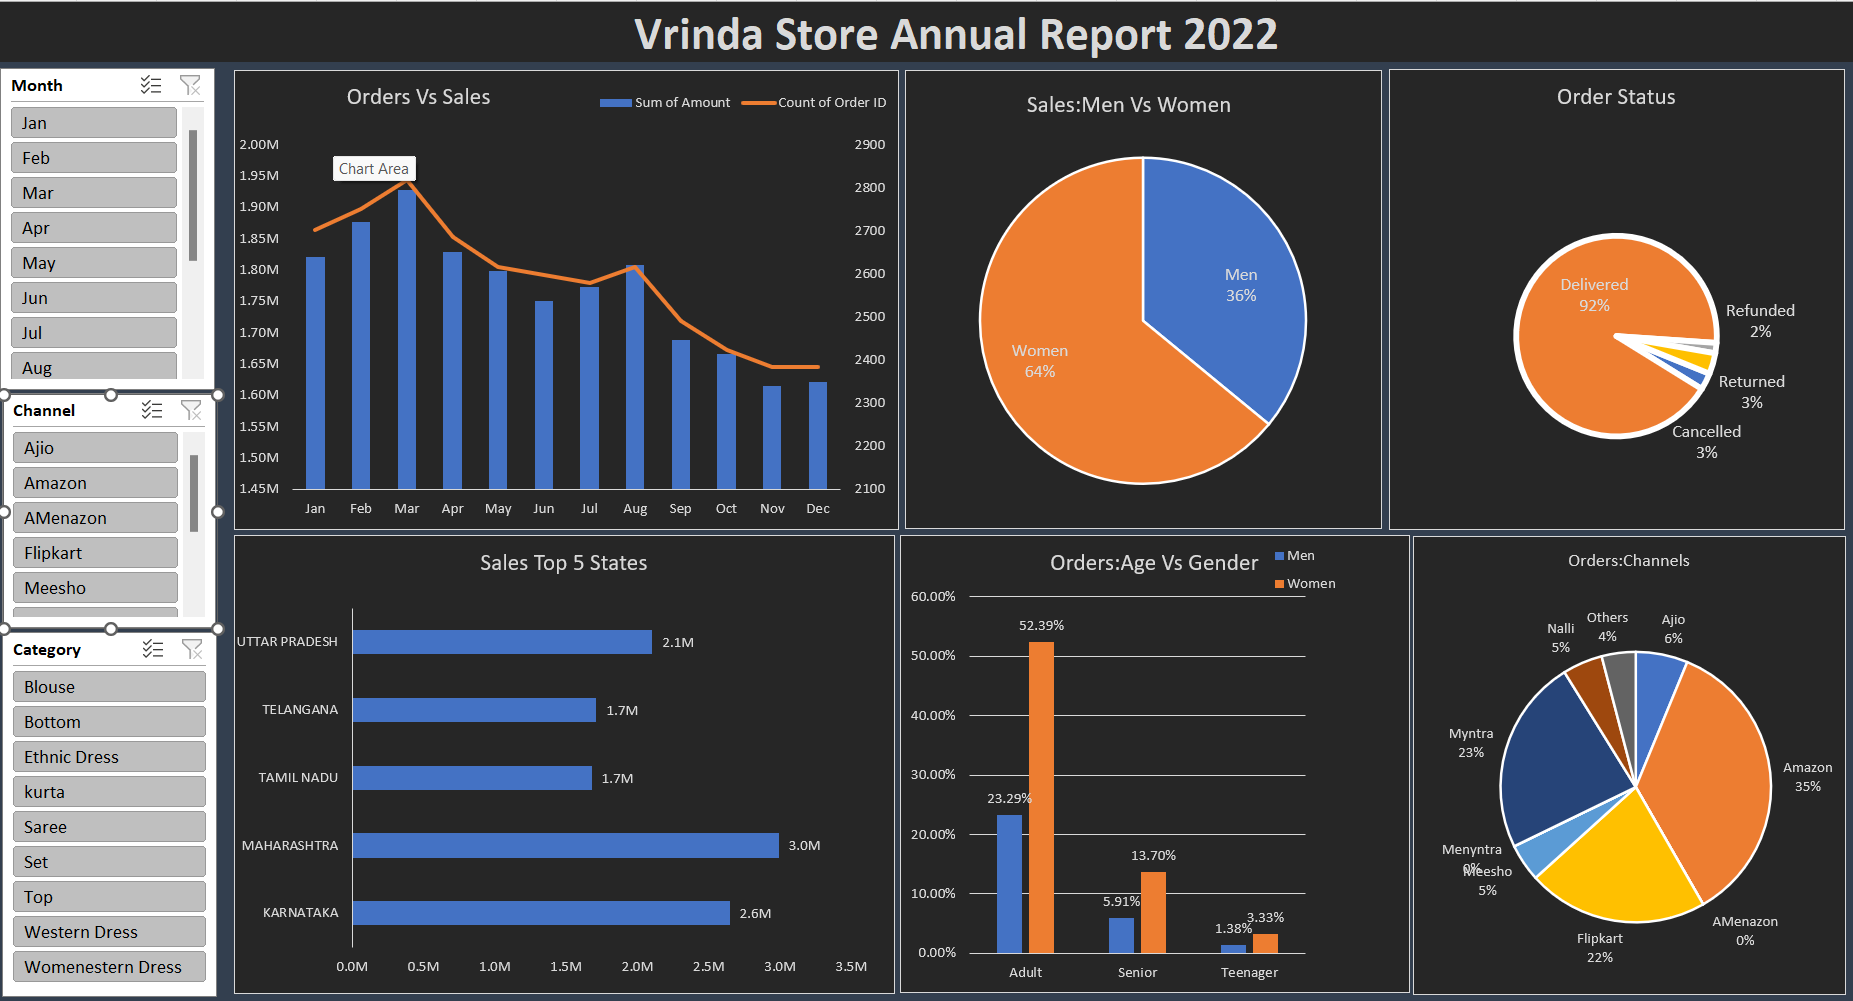 Vrinda Store Annual Report 2022
Month
Jan
Feb
Mar
Apr
May
Jun
Jul
Aug
Channel
Ajio
Amazon
AMenazon
Flipkart
Meesho
Category
Blouse
Bottom
Ethnic Dress
kurta
Saree
Set
Top
Western Dress
Womenestern Dress
Orders Vs Sales
Sum of Amount
Count of Order ID
Chart Area
2.00M
1.95M
1.90M
1.85M
1.80M
1.75M
1.70M
1.65M
1.60M
1.55M
1.50M
1.45M
2900
2800
2700
2600
2500
2400
2300
2200
2100
Jan Feb Mar Apr May Jun Jul Aug Sep Oct Nov Dec
Sales:Men Vs Women
Men
36%
Women
64%
Order Status
Delivered
92%
Refunded
2%
Returned
3%
Cancelled
3%
Sales Top 5 States
UTTAR PRADESH 2.1M
TELANGANA 1.7M
TAMIL NADU 1.7M
MAHARASHTRA 3.0M
KARNATAKA 2.6M
0.0M 0.5M 1.0M 1.5M 2.0M 2.5M 3.0M 3.5M
Orders:Age Vs Gender
Men
Women
60.00%
50.00%
40.00%
30.00%
20.00%
10.00%
0.00%
23.29%
52.39%
5.91%
13.70%
1.38%
3.33%
Adult Senior Teenager
Orders:Channels
Ajio
6%
Amazon
35%
AMenazon
0%
Flipkart
22%
Meesho
5%
Menyntra
0%
Myntra
23%
Nalli
5%
Others
4%